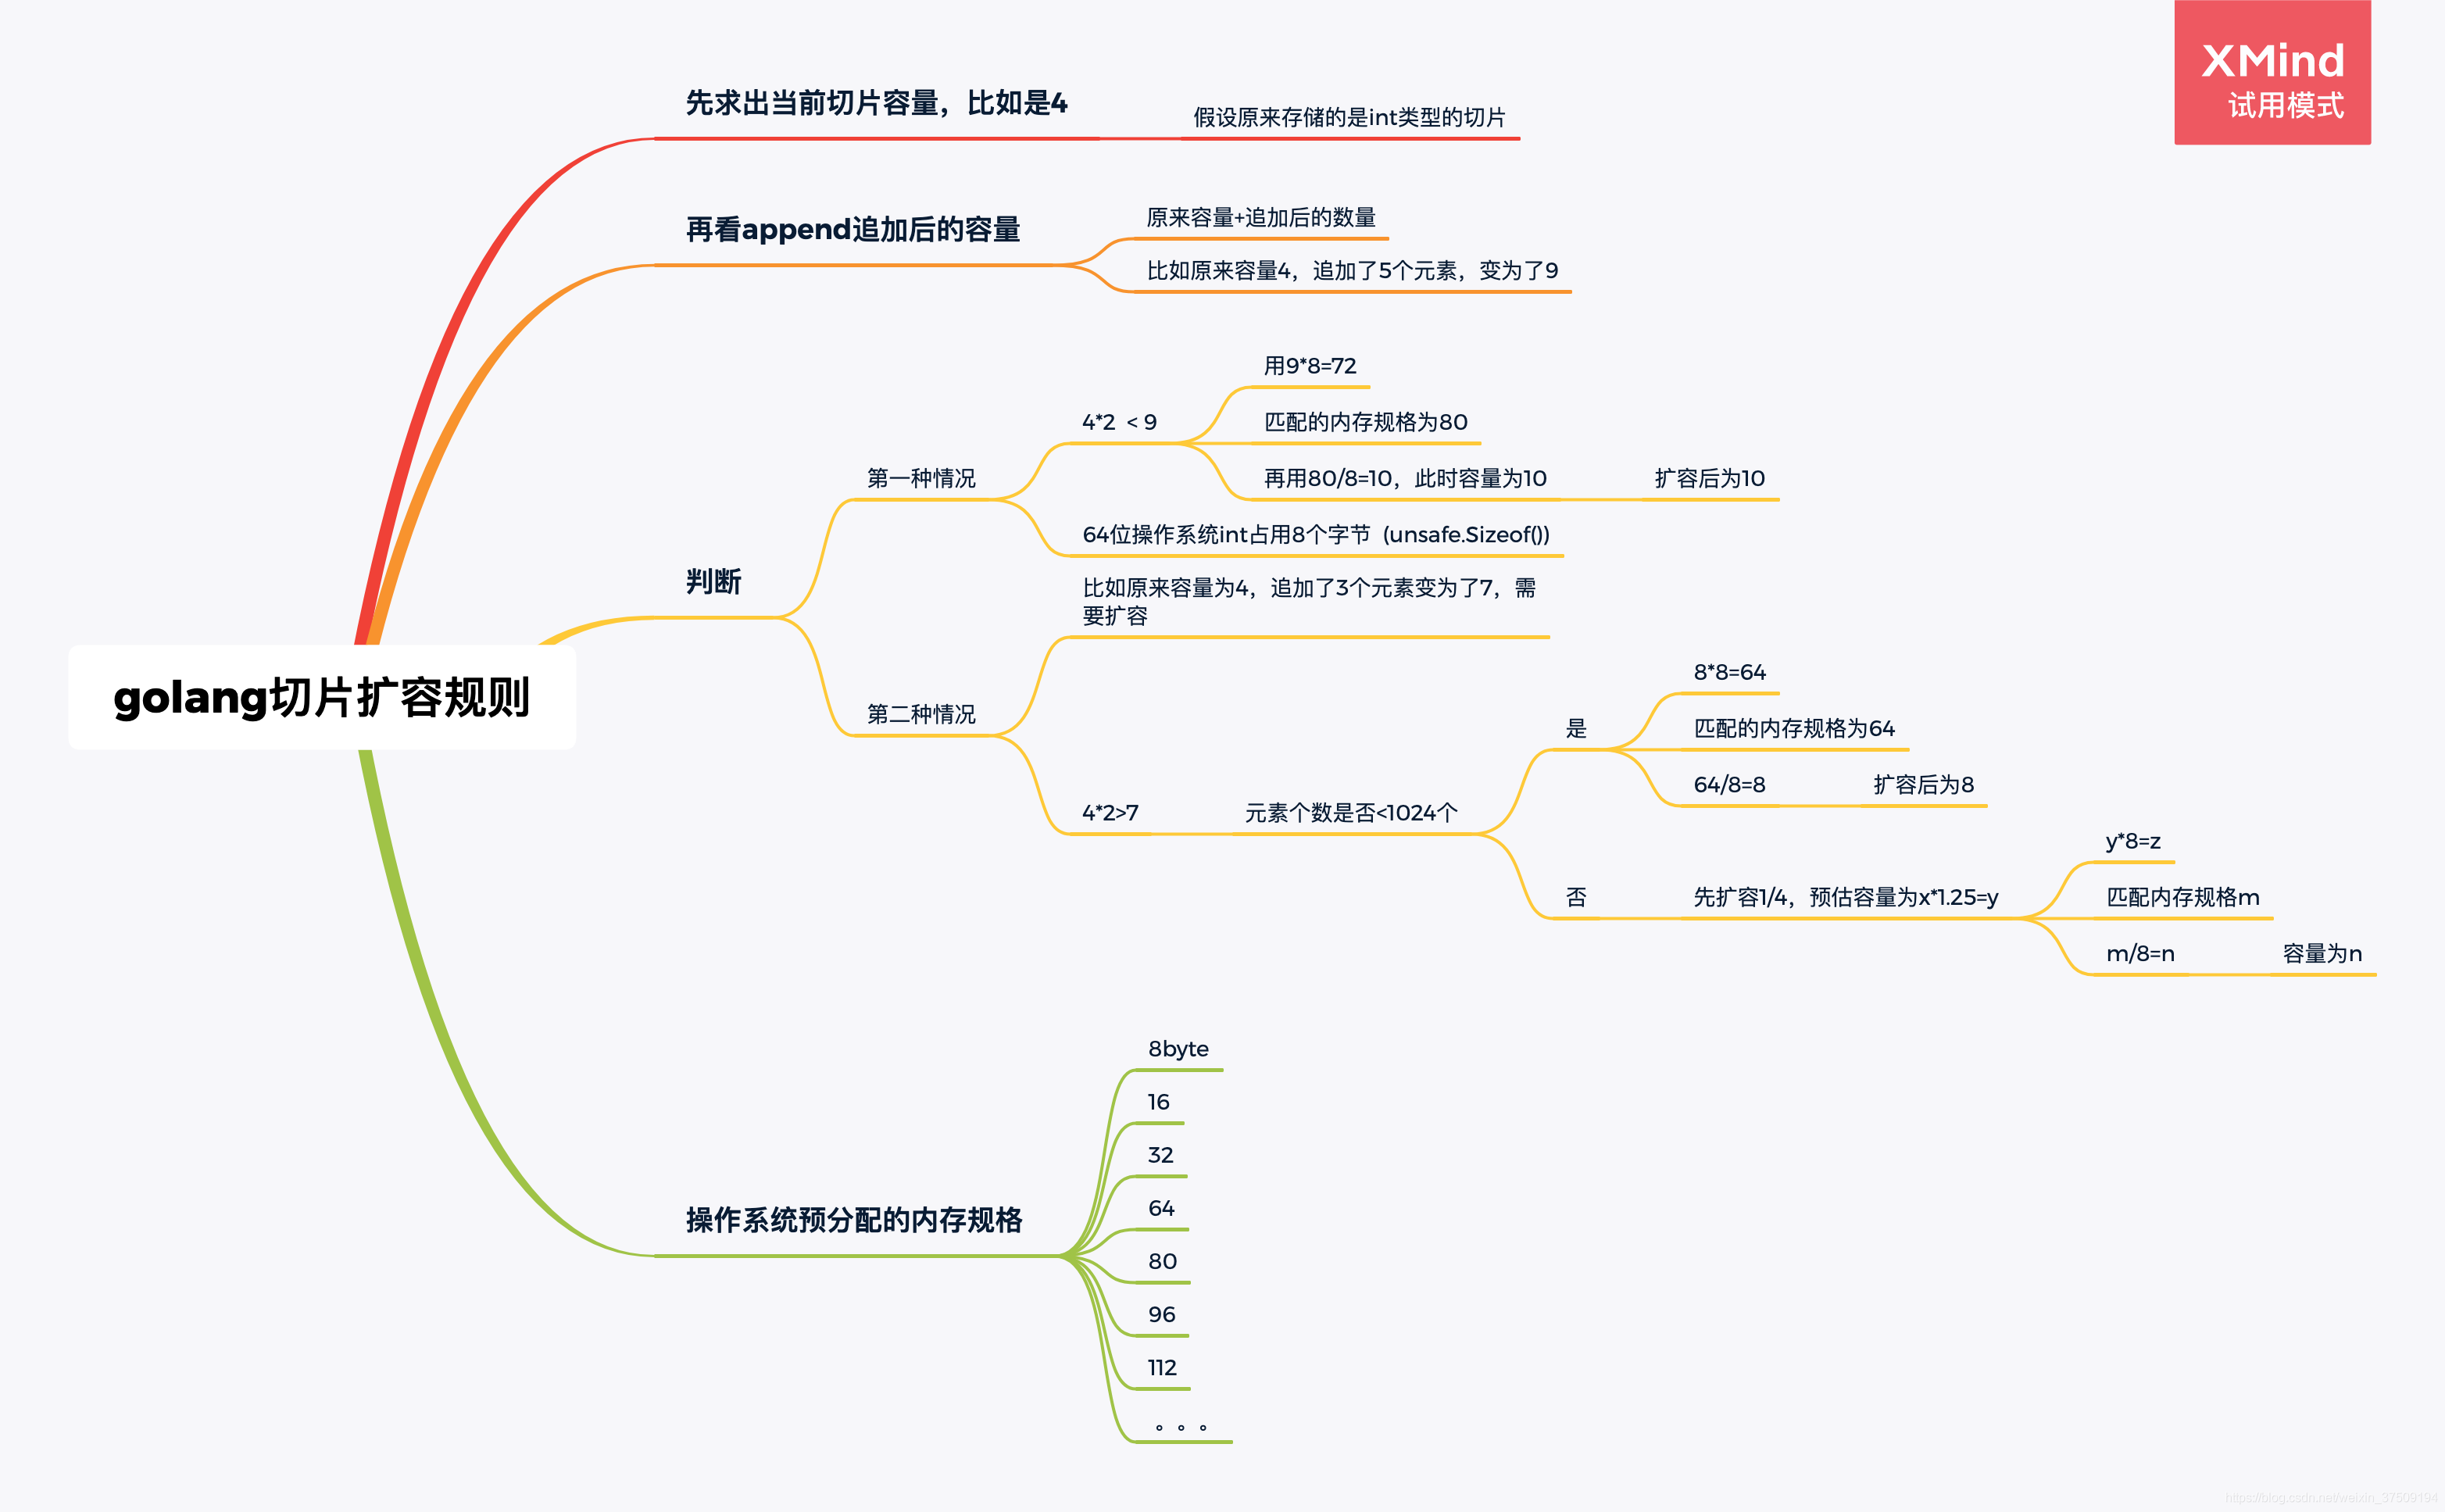 XMind
试用模式
先求出当前切片容量，比如是4
假设原来存储的是int类型的切片
再看append追加后的容量
原来容量+追加后的数量
比如原来容量4，追加了5个元素，变为了9
判断
第一种情况
4*2 < 9
用9*8=72
匹配的内存规格为80
再用80/8=10，此时容量为10
扩容后为10
64位操作系统int占用8个字节 (unsafe.Sizeof())
第二种情况
比如原来容量为4，追加了3个元素变为了7，需
要扩容
4*2>7
元素个数是否<1024个
是
8*8=64
匹配的内存规格为64
64/8=8
扩容后为8
否
先扩容1/4，预估容量为x*1.25=y
y*8=z
匹配内存规格m
m/8=n
容量为n
golang切片扩容规则
操作系统预分配的内存规格
8byte
16
32
64
80
96
112
。。。
https://blog.csdn.net/weixin_37509194